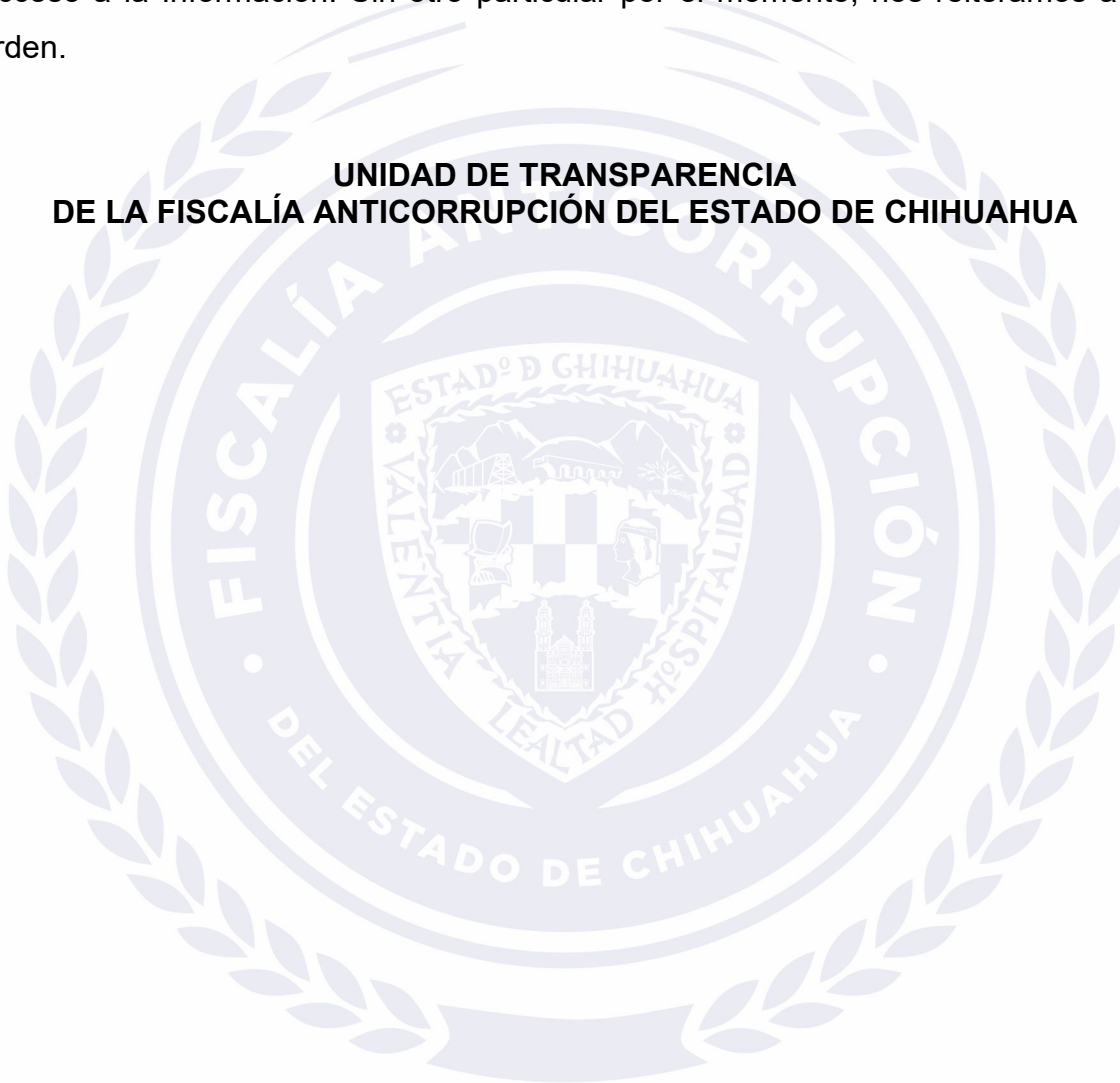 acceso a la información. Sin otro particular por el momento, nos reiteramos a
orden.
UNIDAD DE TRANSPARENCIA
DE LA FISCALÍA ANTICORRUPCIÓN DEL ESTADO DE CHIHUAHUA
FISCALÍA ANTICORRUPCIÓN
ESTADº D CHIHUAHUA
VALENTIA
LEALTAD
HºSPITALIDAD
DEL ESTADO DE CHIHUAHUA